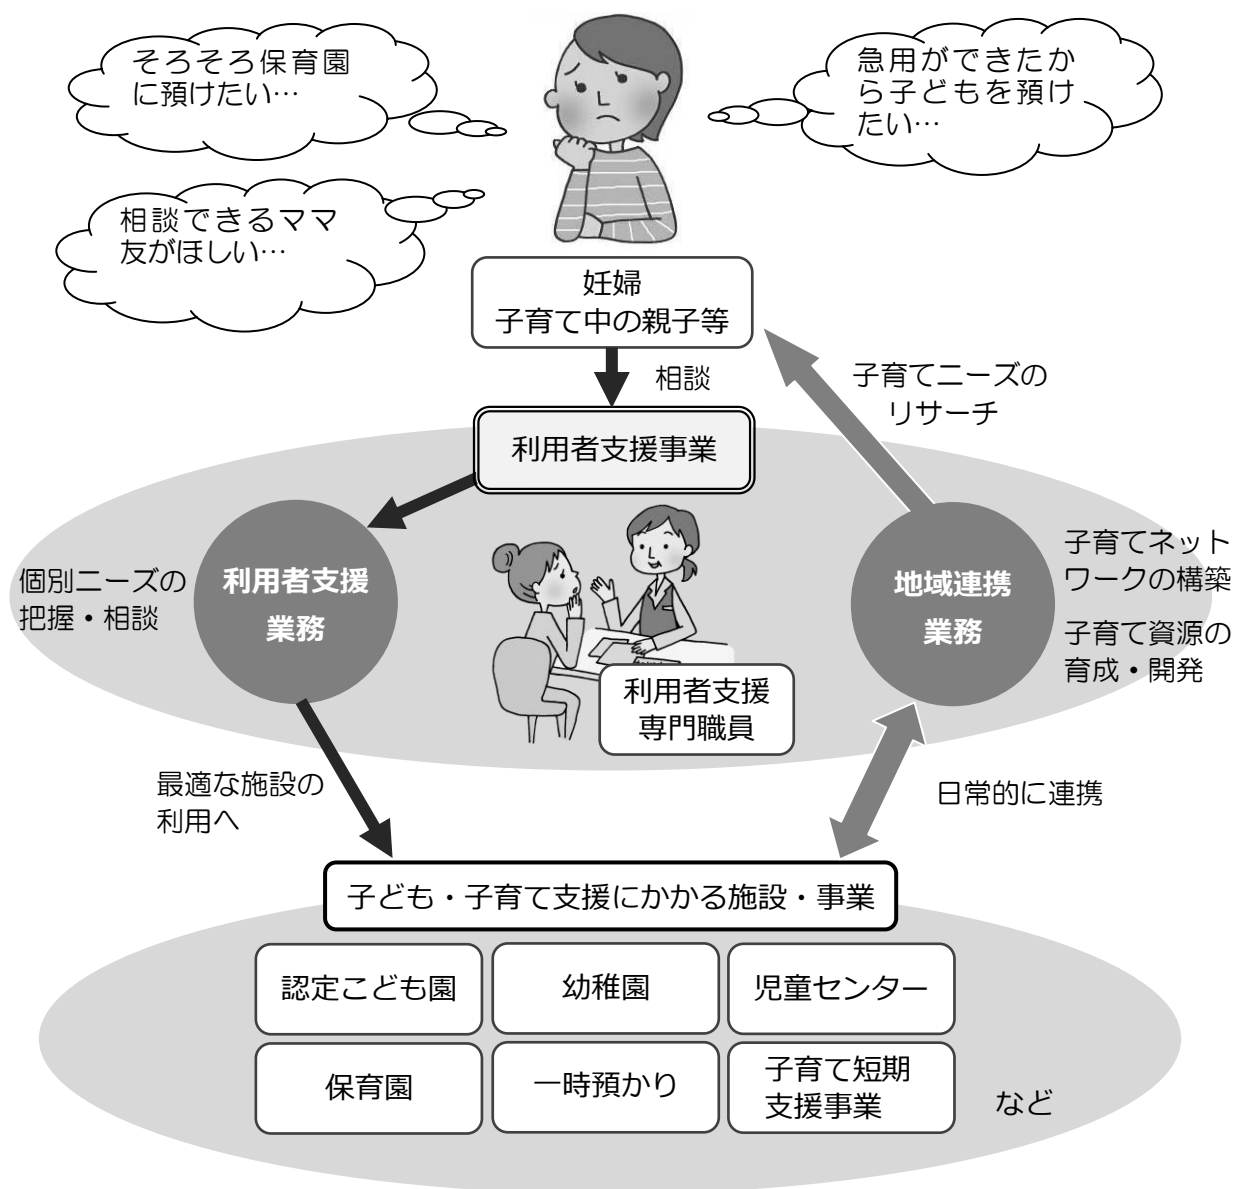 そろそろ保育園
に預けたい…
急用ができたか
ら子どもを預け
たい…
相談できるママ
友がほしい…
妊婦
子育て中の親子等
相談
子育てニーズの
リサーチ
利用者支援事業
個別ニーズの
把握・相談
利用者支援
業務
地域連携
業務
子育てネット
ワークの構築
子育て資源の
育成・開発
利用者支援
専門職員
最適な施設の
利用へ
日常的に連携
子ども・子育て支援にかかる施設・事業
認定こども園
幼稚園
児童センター
保育園
一時預かり
子育て短期
支援事業
など